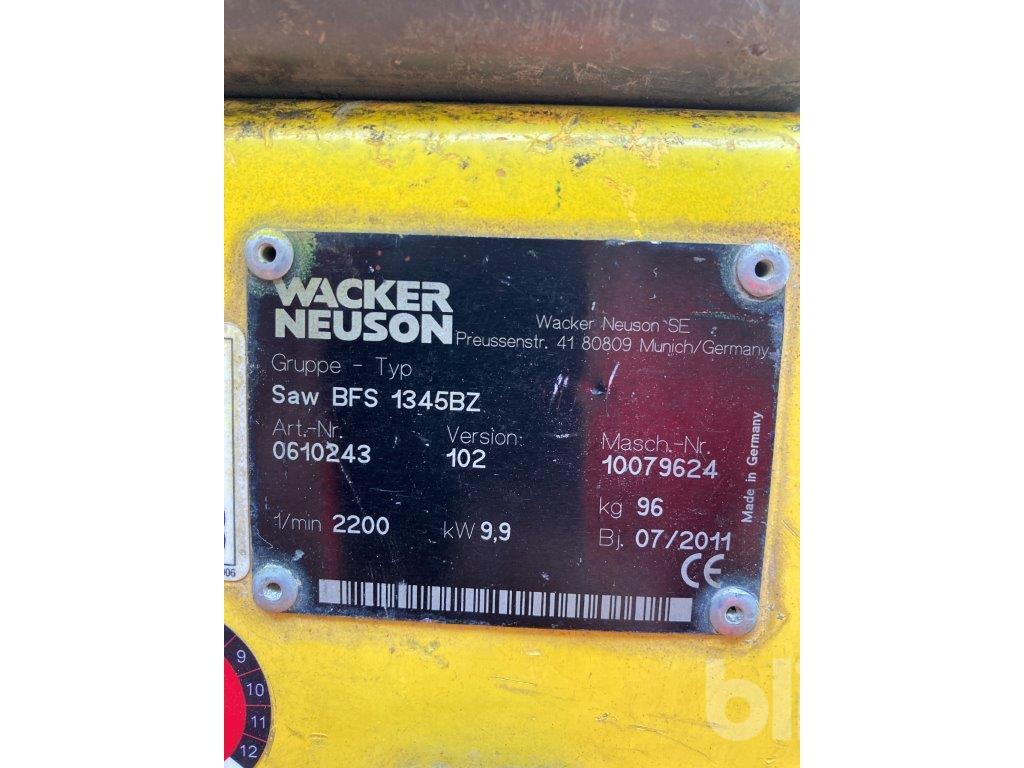 WACKER
NEUSON
Wacker Neuson SE
Preussenstr. 41 80809 Munich/Germany
Gruppe - Typ
Saw BFS 1345BZ
Art.-Nr. Version: Masch.-Nr.
0610243 102 10079624
kg 96
1/min 2200 kW 9,9 Bj. 07/2011
Made in Germany
CE
006
9
10
11
12